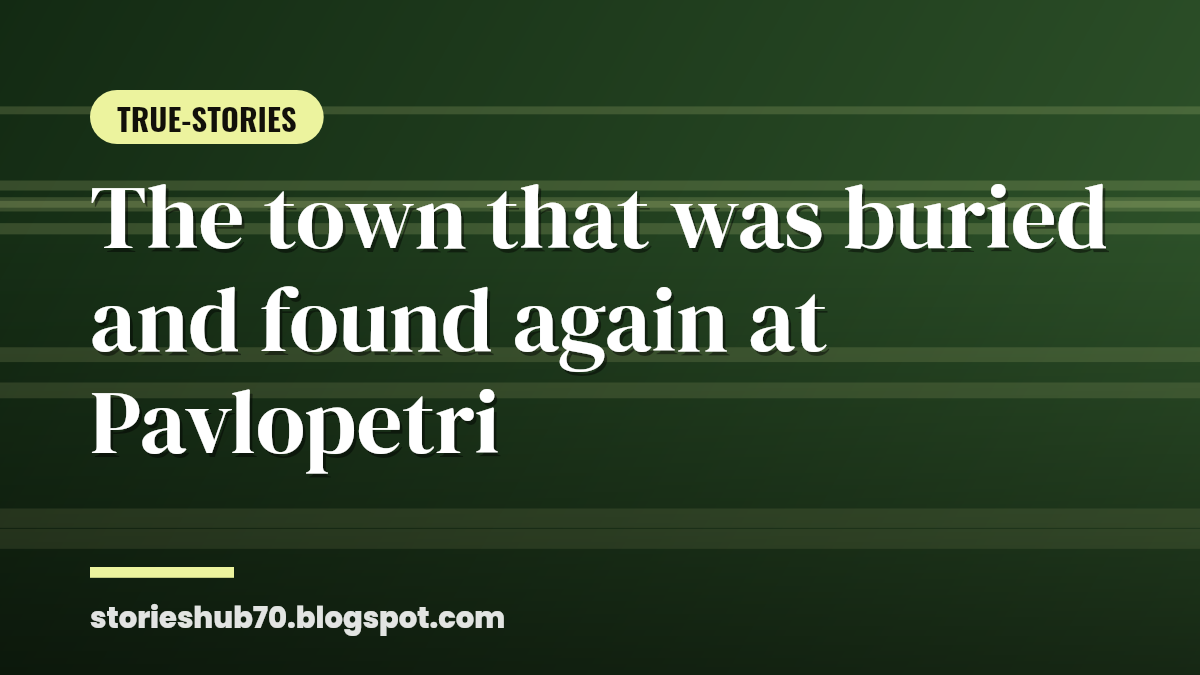 TRUE-STORIES
The town that was buried
and found again at
Pavlopetri
storieshub70.blogspot.com